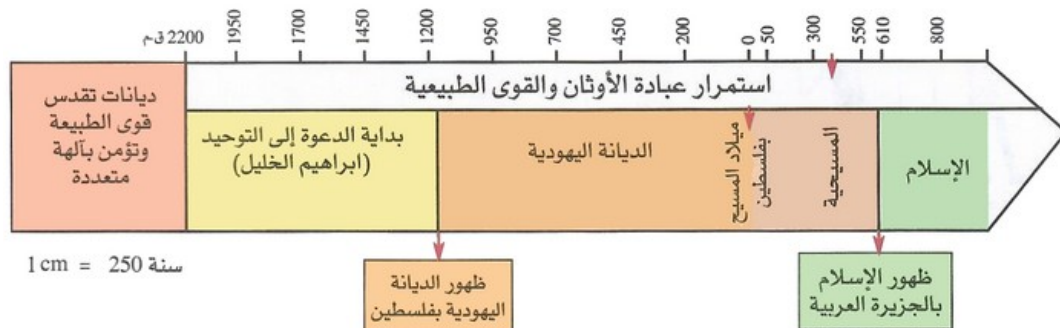 2200 ق.م
1950
1700
1450
1200
950
700
450
200
0
50
300
550
610
800
استمرار عبادة الأوثان والقوى الطبيعية
ديانات تقدس
قوى الطبيعة
وتؤمن بآلهة
متعددة
بداية الدعوة إلى التوحيد
(ابراهيم الخليل)
الديانة اليهودية
ميلاد المسيح
بفلسطين
المسيحية
الإسلام
1 cm = 250 سنة
ظهور الديانة
اليهودية بفلسطين
ظهور الإسلام
بالجزيرة العربية